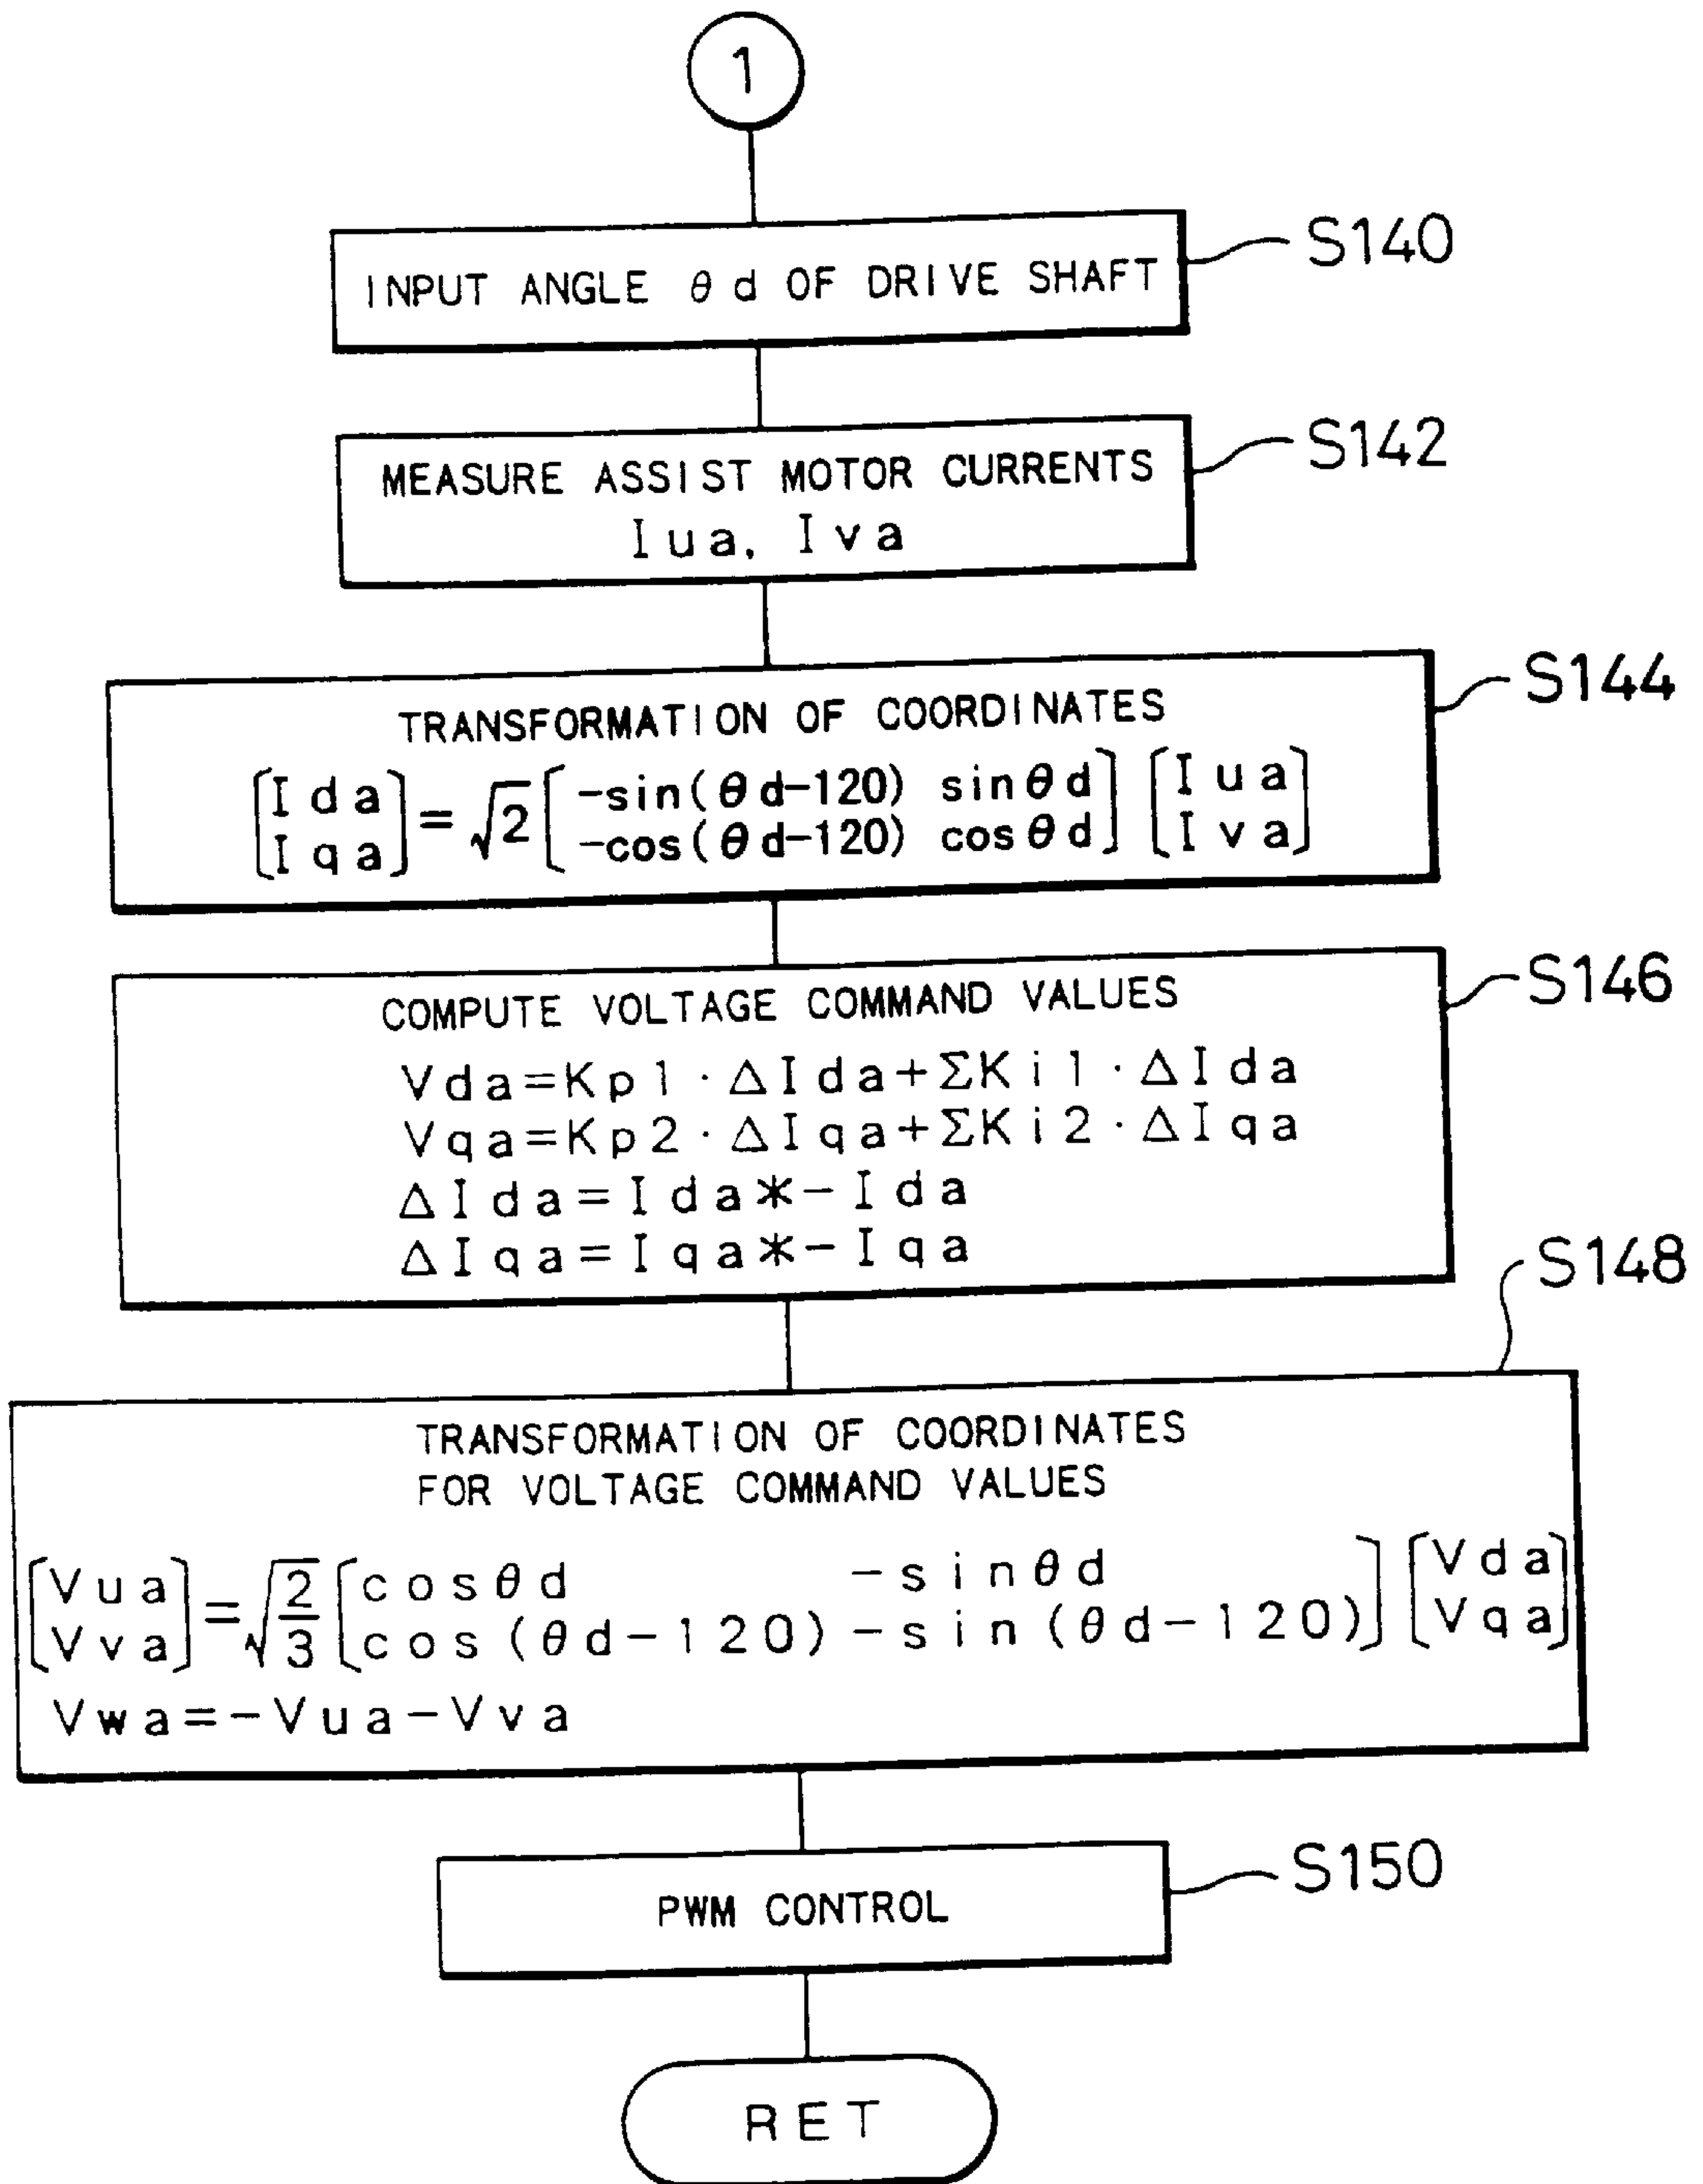 1
INPUT ANGLE θd OF DRIVE SHAFT
S140
MEASURE ASSIST MOTOR CURRENTS
Iua, Iva
S142
TRANSFORMATION OF COORDINATES
S144
[Ida] = √2 [-sin(θd-120) sinθd] [Iua]
[Iqa] [-cos(θd-120) cosθd] [Iva]
COMPUTE VOLTAGE COMMAND VALUES
S146
Vda=Kp1·ΔIda+ΣKi1·ΔIda
Vqa=Kp2·ΔIqa+ΣKi2·ΔIqa
ΔIda=Ida*-Ida
ΔIqa=Iqa*-Iqa
S148
TRANSFORMATION OF COORDINATES
FOR VOLTAGE COMMAND VALUES
[Vua] = √2/3 [cosθd -sinθd] [Vda]
[Vva] [cos(θd-120) -sin(θd-120)] [Vqa]
Vwa=-Vua-Vva
PWM CONTROL
S150
RET